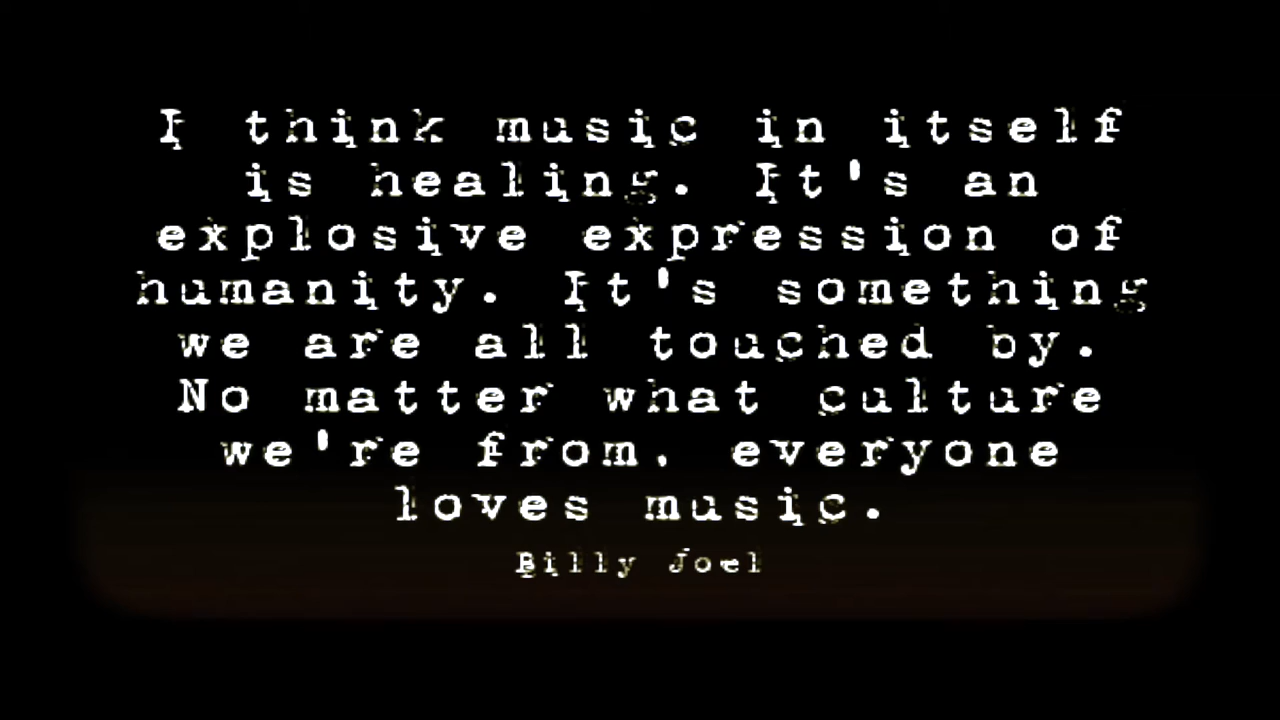 I think music in itself
is healing. It's an
explosive expression of
humanity. It's something
we are all touched by.
No matter what culture
we're from, everyone
loves music.
Billy Joel